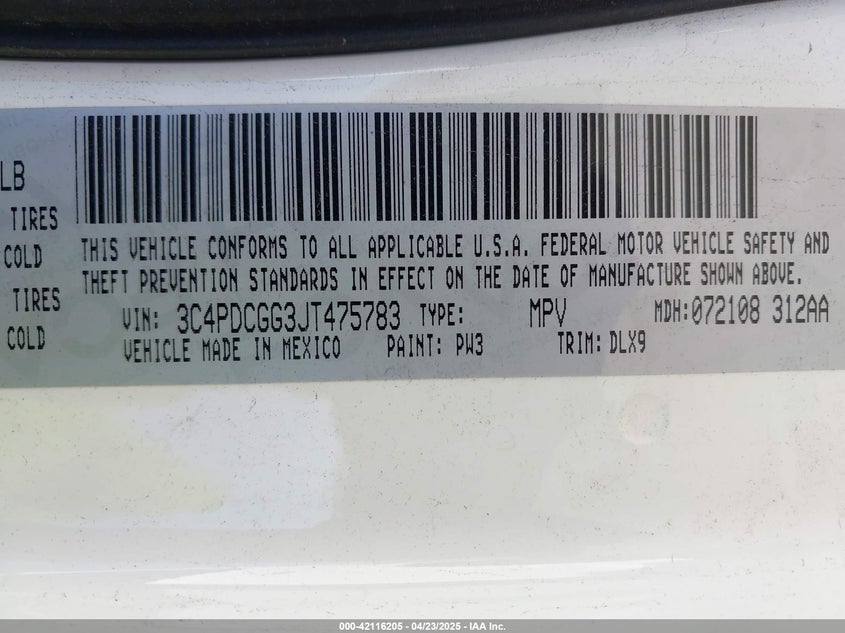 LB
TIRES
COLD
TIRES
COLD
THIS VEHICLE CONFORMS TO ALL APPLICABLE U.S.A. FEDERAL MOTOR VEHICLE SAFETY AND
THEFT PREVENTION STANDARDS IN EFFECT ON THE DATE OF MANUFACTURE SHOWN ABOVE.
VIN: 3C4PDCGG3JT475783 TYPE: MPV MDH:072108 312AA
VEHICLE MADE IN MEXICO PAINT: PW3 TRIM: DLX9
000-42116205 - 04/23/2025 - IAA Inc.